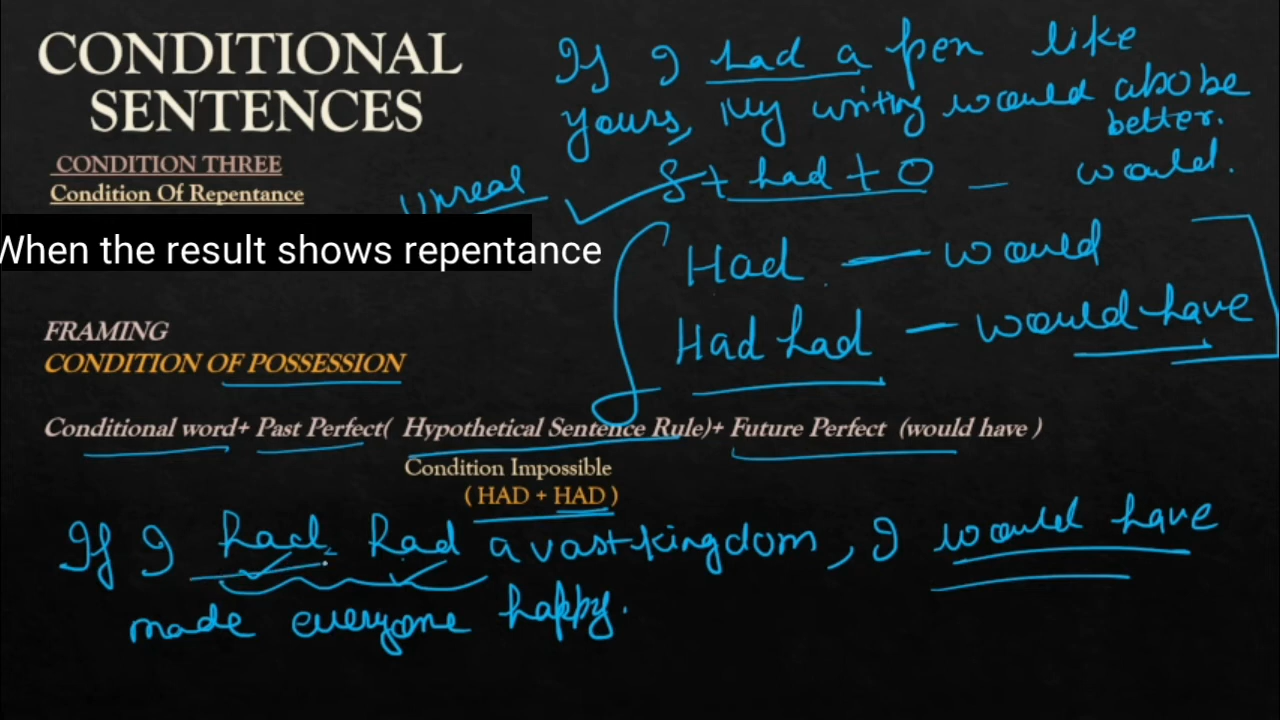 CONDITIONAL
SENTENCES
CONDITION THREE
Condition Of Repentance
When the result shows repentance
If I had a pen like
yours, My writing would also be
better.
Unreal
S + had + O — would.
Had — would
Had had — would have
FRAMING
CONDITION OF POSSESSION
Conditional word+ Past Perfect( Hypothetical Sentence Rule)+ Future Perfect (would have )
Condition Impossible
( HAD + HAD )
If I had had a vast kingdom, I would have
made everyone happy.